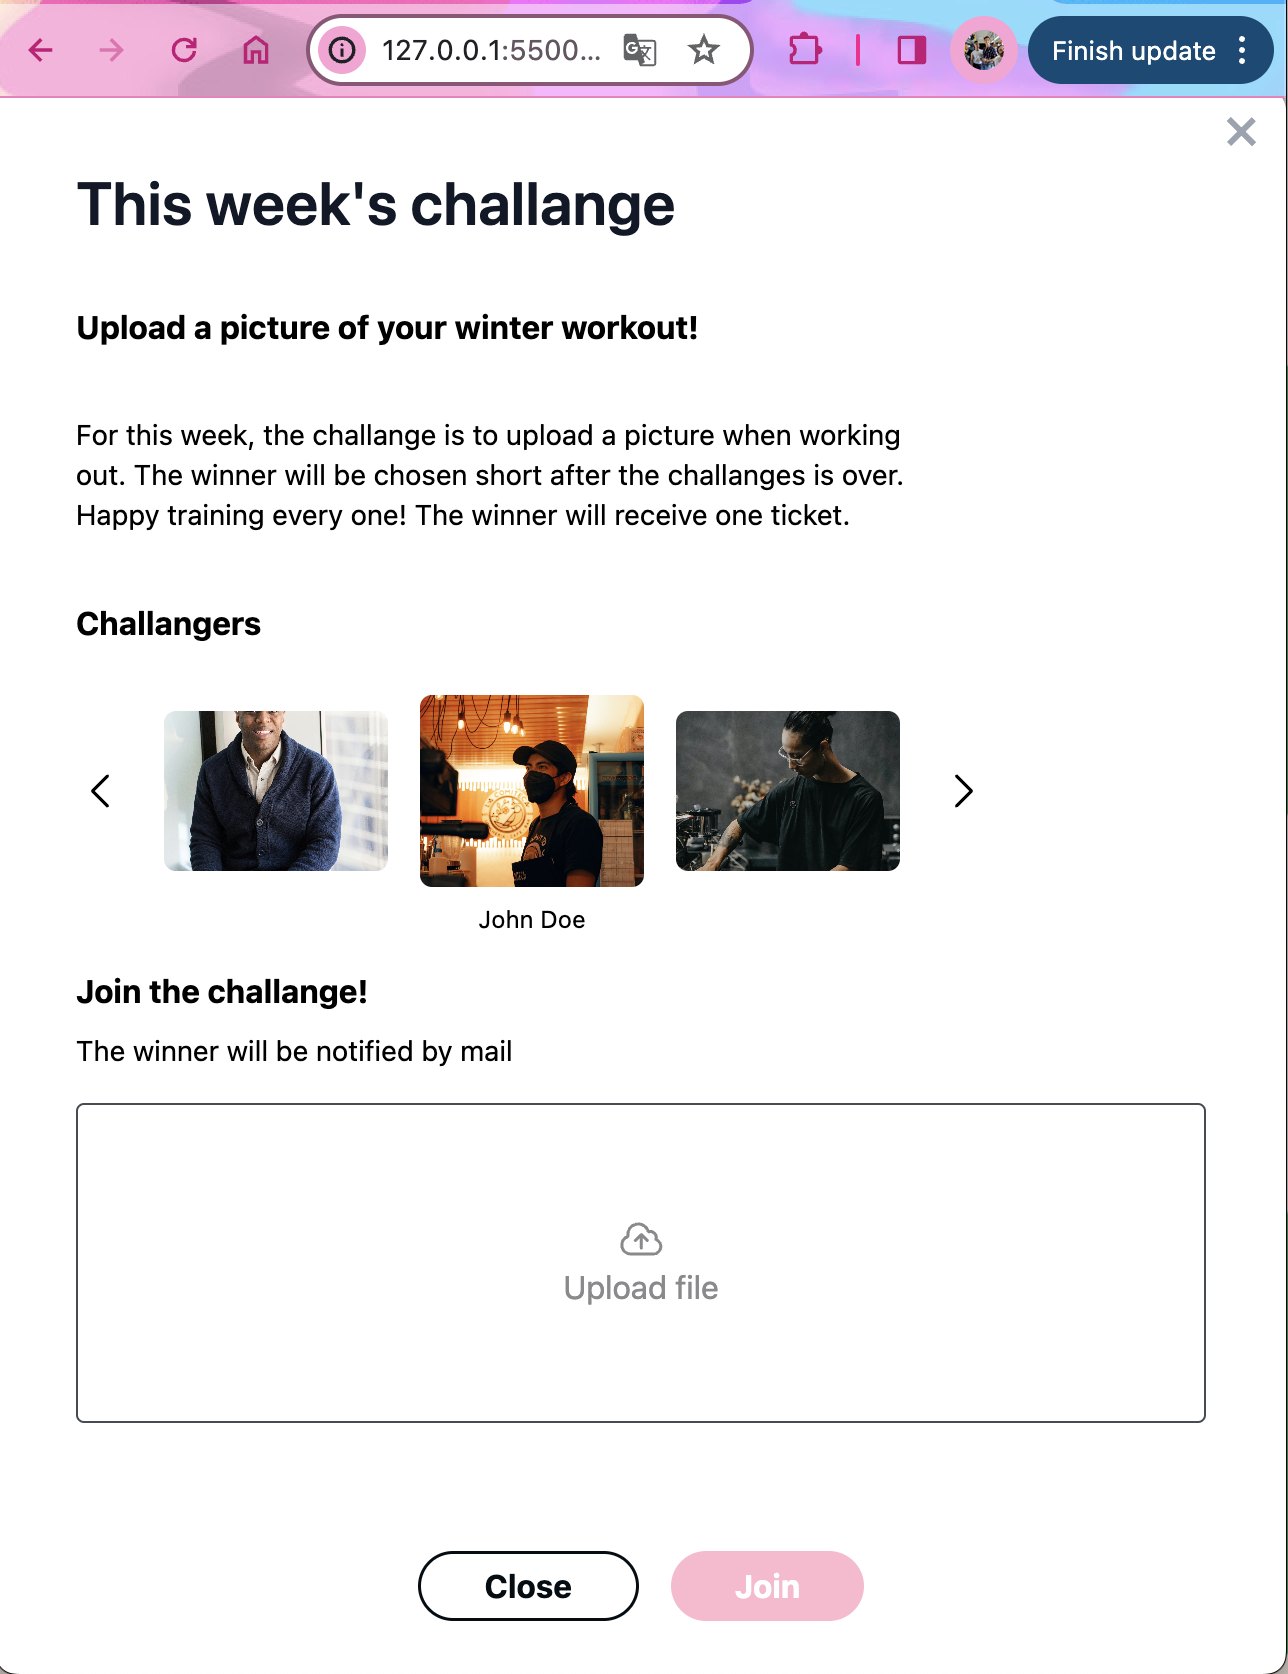 127.0.0.1:5500...
Finish update
This week's challange
Upload a picture of your winter workout!
For this week, the challange is to upload a picture when working
out. The winner will be chosen short after the challanges is over.
Happy training every one! The winner will receive one ticket.
Challangers
John Doe
Join the challange!
The winner will be notified by mail
Upload file
Close
Join